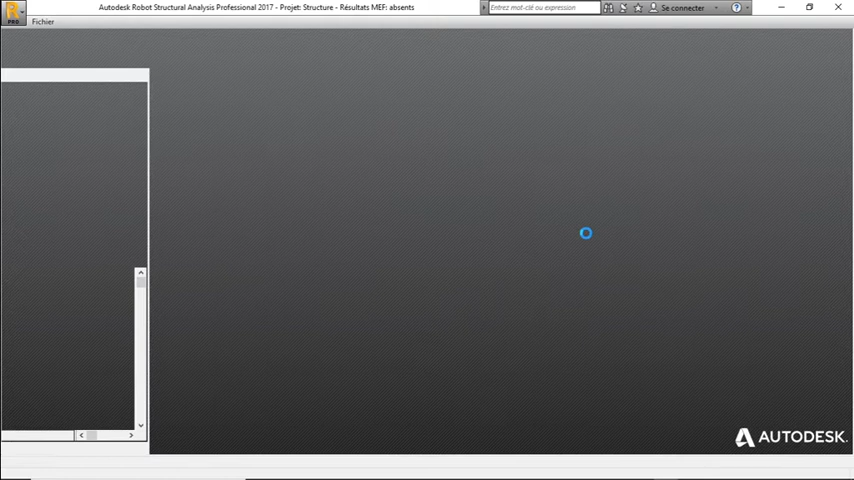 Autodesk Robot Structural Analysis Professional 2017 - Projet: Structure - Résultats MEF: absents
Entrez mot-clé ou expression
Se connecter
PRO
Fichier
AUTODESK.